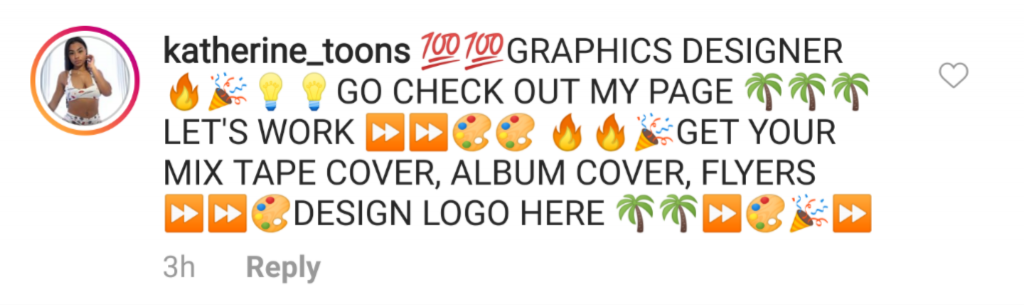 katherine_toons 💯💯GRAPHICS DESIGNER
🔥🎉💡💡GO CHECK OUT MY PAGE 🌴🌴🌴
LET'S WORK ⏩⏩🎨🎨 🔥🔥🎉GET YOUR
MIX TAPE COVER, ALBUM COVER, FLYERS
⏩⏩🎨DESIGN LOGO HERE 🌴🌴⏩🎨🎉⏩
3h Reply